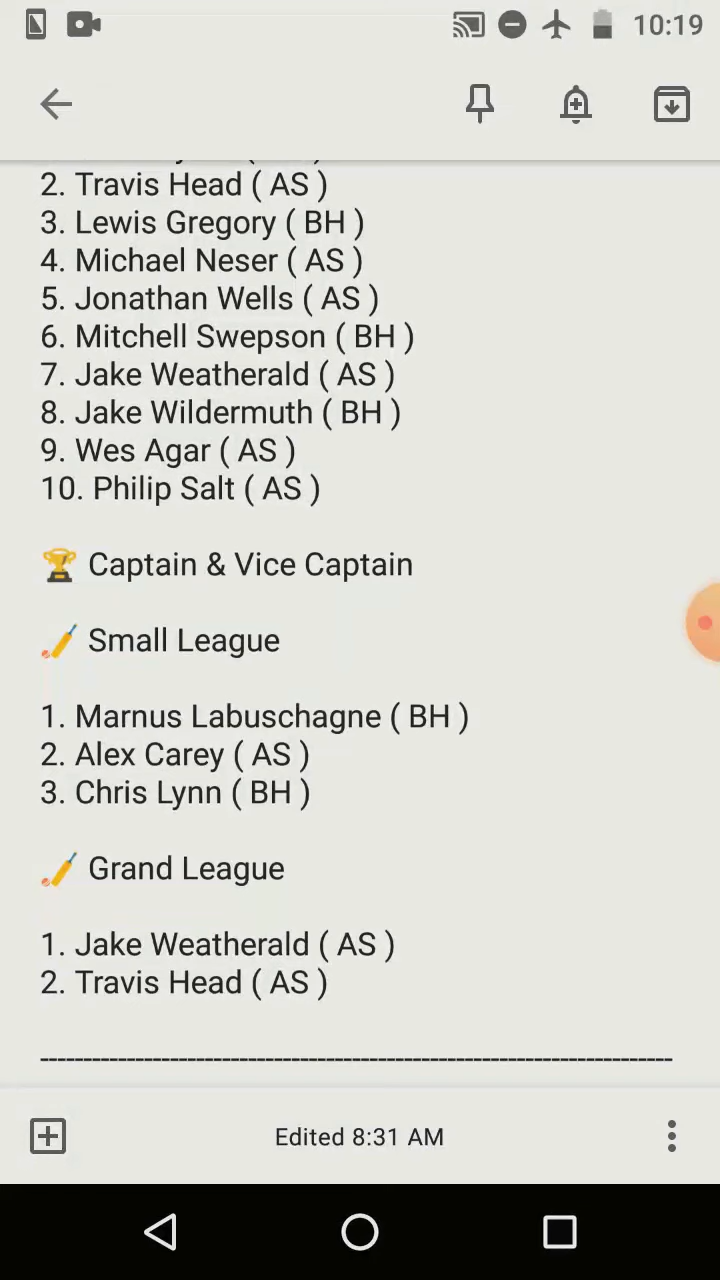 10:19
2. Travis Head ( AS )
3. Lewis Gregory ( BH )
4. Michael Neser ( AS )
5. Jonathan Wells ( AS )
6. Mitchell Swepson ( BH )
7. Jake Weatherald ( AS )
8. Jake Wildermuth ( BH )
9. Wes Agar ( AS )
10. Philip Salt ( AS )
🏆 Captain & Vice Captain
🏏 Small League
1. Marnus Labuschagne ( BH )
2. Alex Carey ( AS )
3. Chris Lynn ( BH )
🏏 Grand League
1. Jake Weatherald ( AS )
2. Travis Head ( AS )
------------------------------------------------------------------------
Edited 8:31 AM